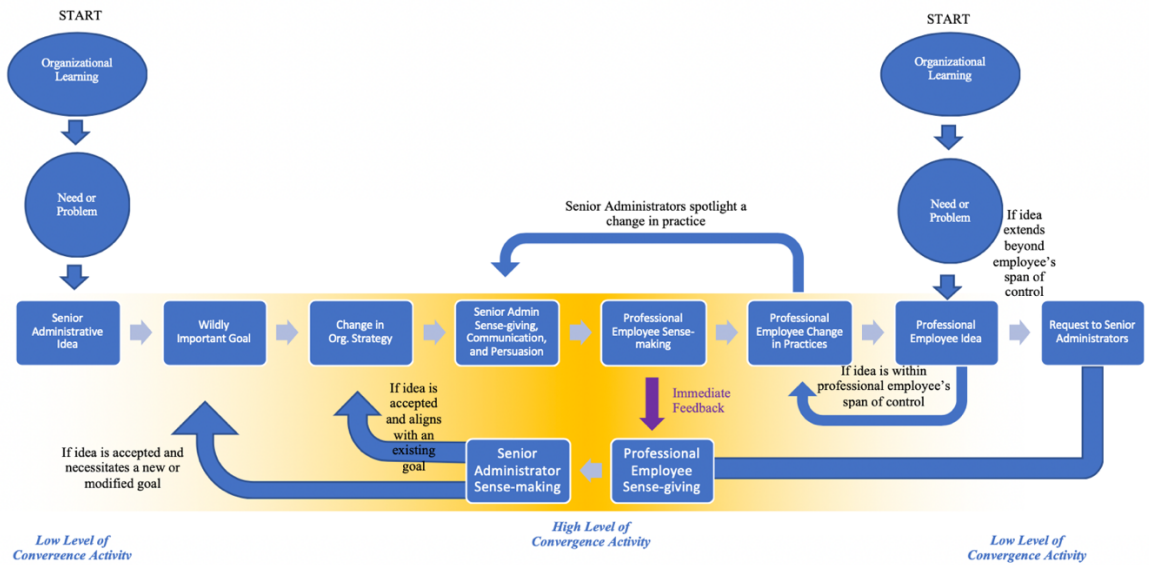 START
START
Organizational
Learning
Organizational
Learning
Need or
Problem
Need or
Problem
Senior Administrators spotlight a
change in practice
If idea
extends
beyond
employee's
span of
control
Senior
Administrative
Idea
Wildly
Important Goal
Change in
Org. Strategy
Senior Admin
Sense-giving,
Communication,
and Persuasion
Professional
Employee Sense-
making
Professional
Employee Change
in Practices
Professional
Employee Idea
Request to Senior
Administrators
If idea is within
professional employee's
span of control
Immediate
Feedback
If idea is
accepted
and aligns
with an
existing
goal
If idea is accepted and
necessitates a new or
modified goal
Senior
Administrator
Sense-making
Professional
Employee
Sense-giving
Low Level of
Convergence Activity
High Level of
Convergence Activity
Low Level of
Convergence Activity